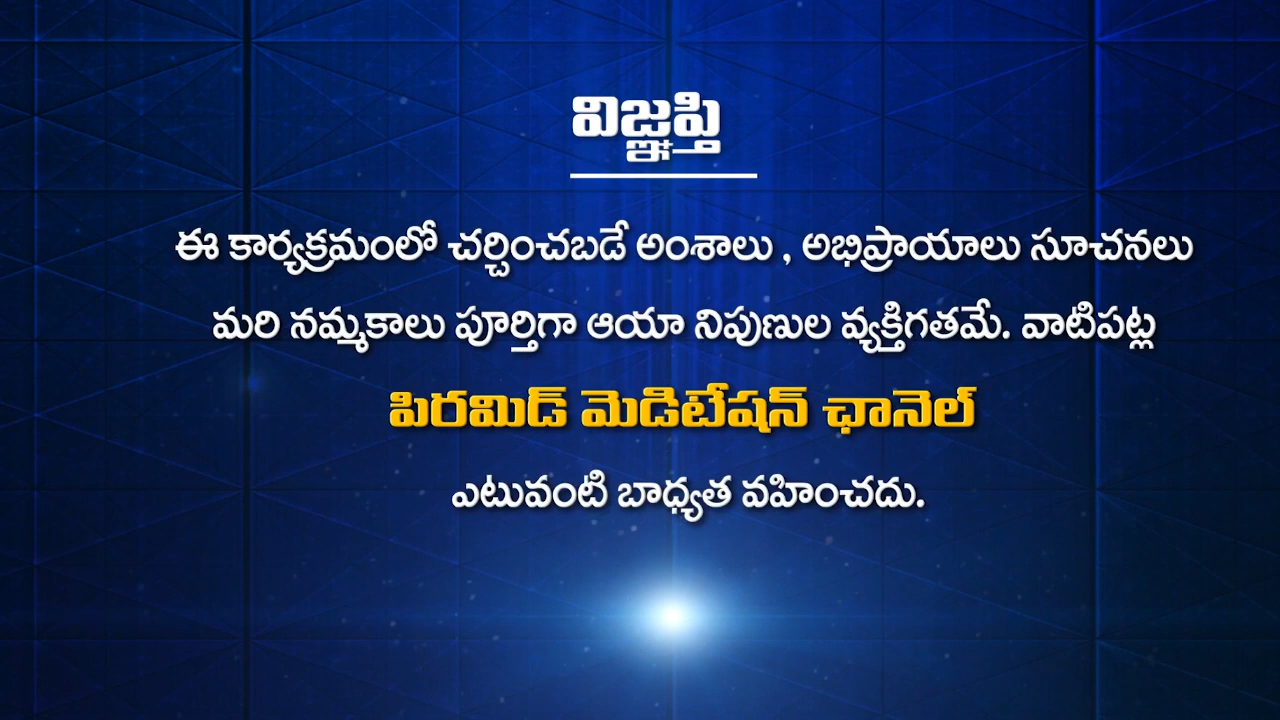 విజ్ఞప్తి
ఈ కార్యక్రమంలో చర్చించబడే అంశాలు , అభిప్రాయాలు సూచనలు
మరి నమ్మకాలు పూర్తిగా ఆయా నిపుణుల వ్యక్తిగతమే. వాటిపట్ల
పిరమిడ్ మెడిటేషన్ ఛానెల్
ఎటువంటి బాధ్యత వహించదు.